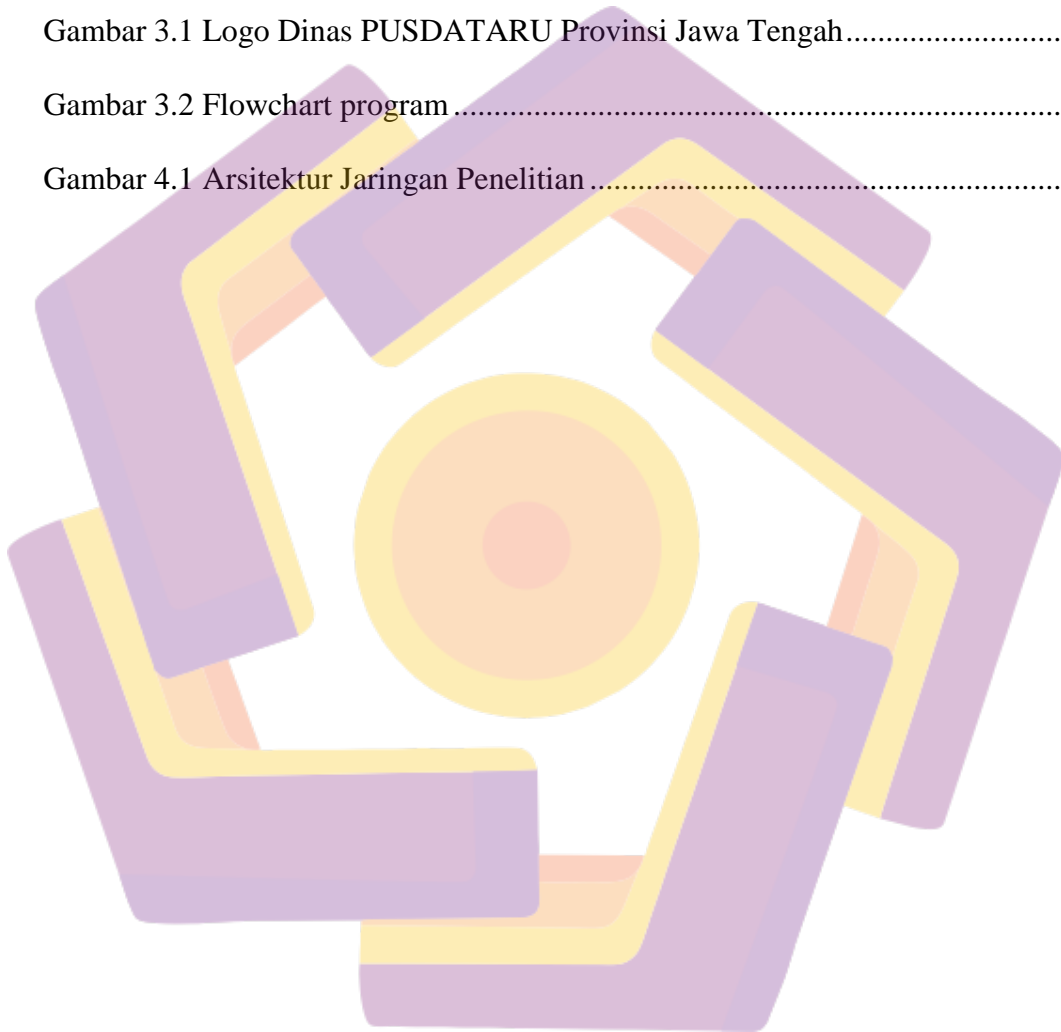 Gambar 3.1 Logo Dinas PUSDATARU Provinsi Jawa Tengah...........................
Gambar 3.2 Flowchart program............................................................................
Gambar 4.1 Arsitektur Jaringan Penelitian...........................................................